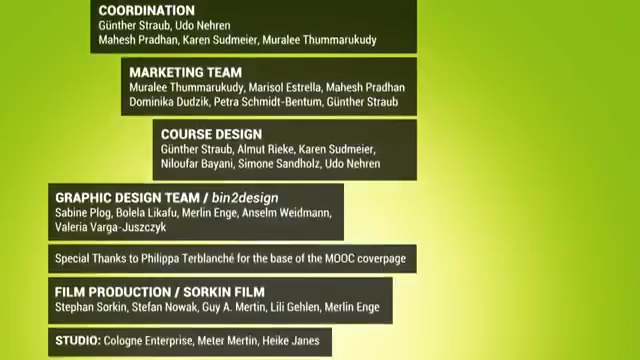 COORDINATION
Günther Straub, Udo Nehren
Mahesh Pradhan, Karen Sudmeier, Muralee Thummarukudy
MARKETING TEAM
Muralee Thummarukudy, Marisol Estrella, Mahesh Pradhan
Dominika Dudzik, Petra Schmidt-Bentum, Günther Straub
COURSE DESIGN
Günther Straub, Almut Rieke, Karen Sudmeier,
Niloufar Bayani, Simone Sandholz, Udo Nehren
GRAPHIC DESIGN TEAM / bin2design
Sabine Plog, Bolela Likafu, Merlin Enge, Anselm Weidmann,
Valeria Varga-Juszczyk
Special Thanks to Philippa Terblanché for the base of the MOOC coverpage
FILM PRODUCTION / SORKIN FILM
Stephan Sorkin, Stefan Nowak, Guy A. Mertin, Lili Gehlen, Merlin Enge
STUDIO: Cologne Enterprise, Meter Mertin, Heike Janes